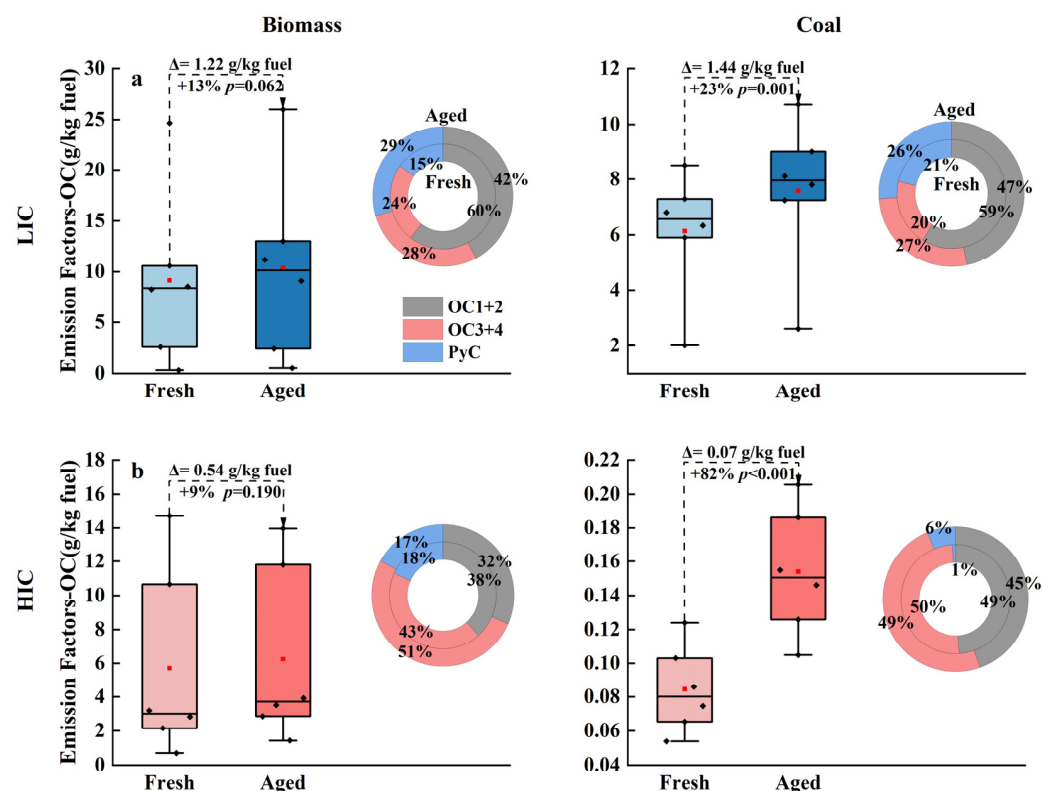 Biomass
Coal
LIC
Emission Factors-OC(g/kg fuel)
a
30
25
20
15
10
5
0
Δ= 1.22 g/kg fuel
+13% p=0.062
Fresh
Aged
Aged
29%
15%
Fresh
42%
24%
60%
28%
OC1+2
OC3+4
PyC
12
10
8
6
4
2
Δ= 1.44 g/kg fuel
+23% p=0.001
Fresh
Aged
Aged
26%
21%
Fresh
47%
20%
59%
27%
HIC
Emission Factors-OC(g/kg fuel)
b
18
16
14
12
10
8
6
4
2
0
Δ= 0.54 g/kg fuel
+9% p=0.190
Fresh
Aged
17%
18%
32%
38%
43%
51%
0.22
0.20
0.18
0.16
0.14
0.12
0.10
0.08
0.06
0.04
Δ= 0.07 g/kg fuel
+82% p<0.001
Fresh
Aged
6%
1%
45%
50%
49%
49%